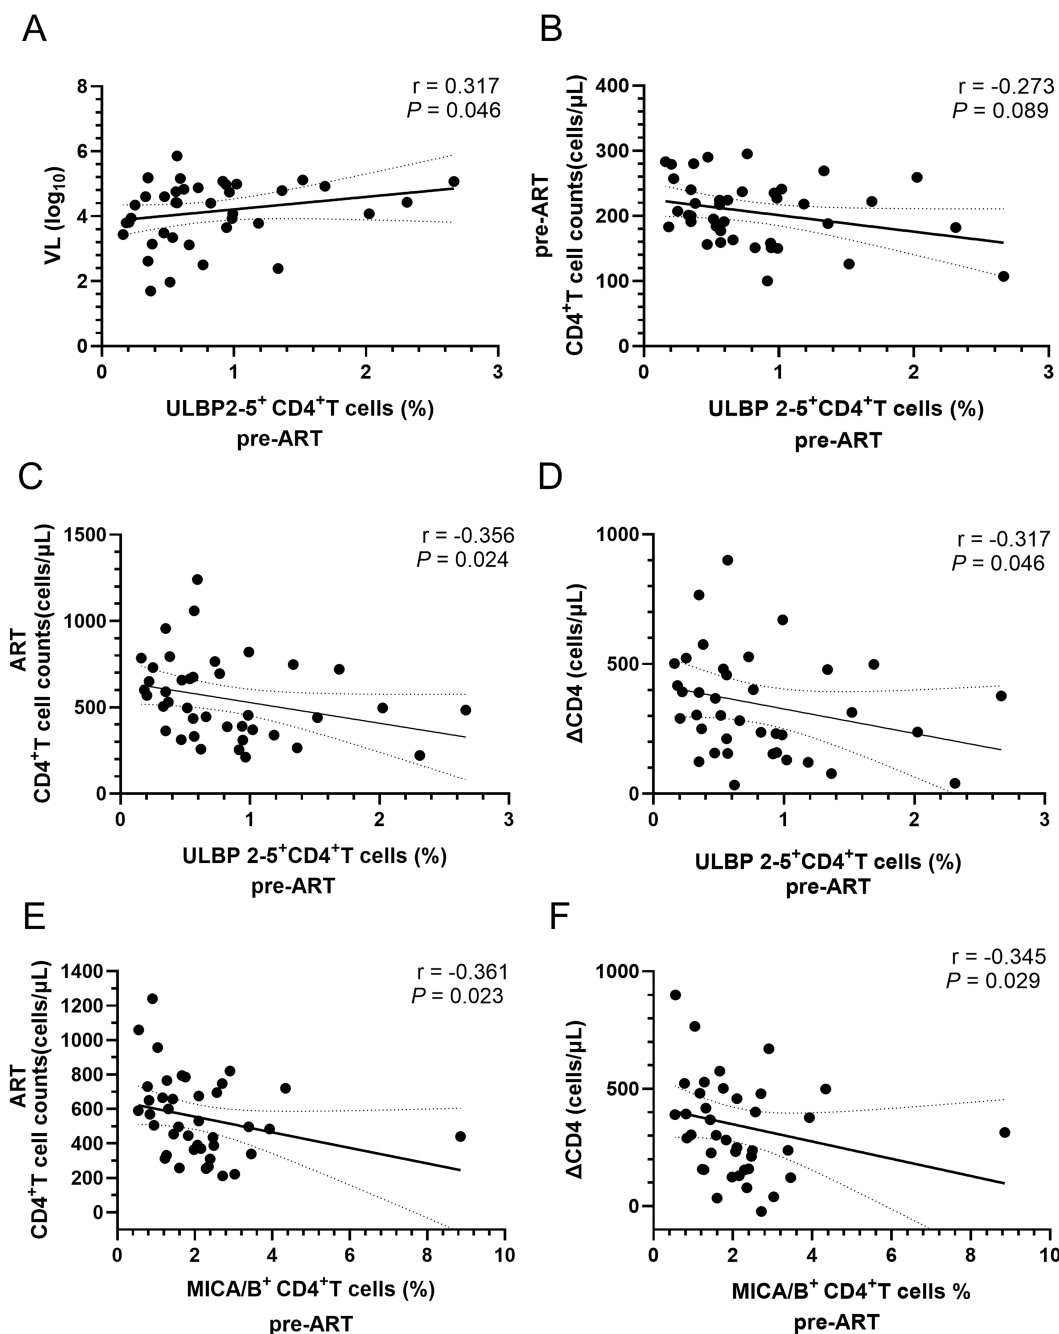 A
r = 0.317
P = 0.046
VL (log₁₀)
8
6
4
2
0
0 1 2 3
ULBP2-5⁺ CD4⁺T cells (%)
pre-ART
B
r = -0.273
P = 0.089
pre-ART
CD4⁺T cell counts(cells/μL)
400
300
200
100
0
0 1 2 3
ULBP 2-5⁺CD4⁺T cells (%)
pre-ART
C
r = -0.356
P = 0.024
ART
CD4⁺T cell counts(cells/μL)
1500
1000
500
0
0 1 2 3
ULBP 2-5⁺CD4⁺T cells (%)
pre-ART
D
r = -0.317
P = 0.046
ΔCD4 (cells/μL)
1000
500
0
0 1 2 3
ULBP 2-5⁺CD4⁺T cells (%)
pre-ART
E
r = -0.361
P = 0.023
ART
CD4⁺T cell counts(cells/μL)
1400
1200
1000
800
600
400
200
0
0 2 4 6 8 10
MICA/B⁺ CD4⁺T cells (%)
pre-ART
F
r = -0.345
P = 0.029
ΔCD4 (cells/μL)
1000
500
0
0 2 4 6 8 10
MICA/B⁺ CD4⁺T cells %
pre-ART